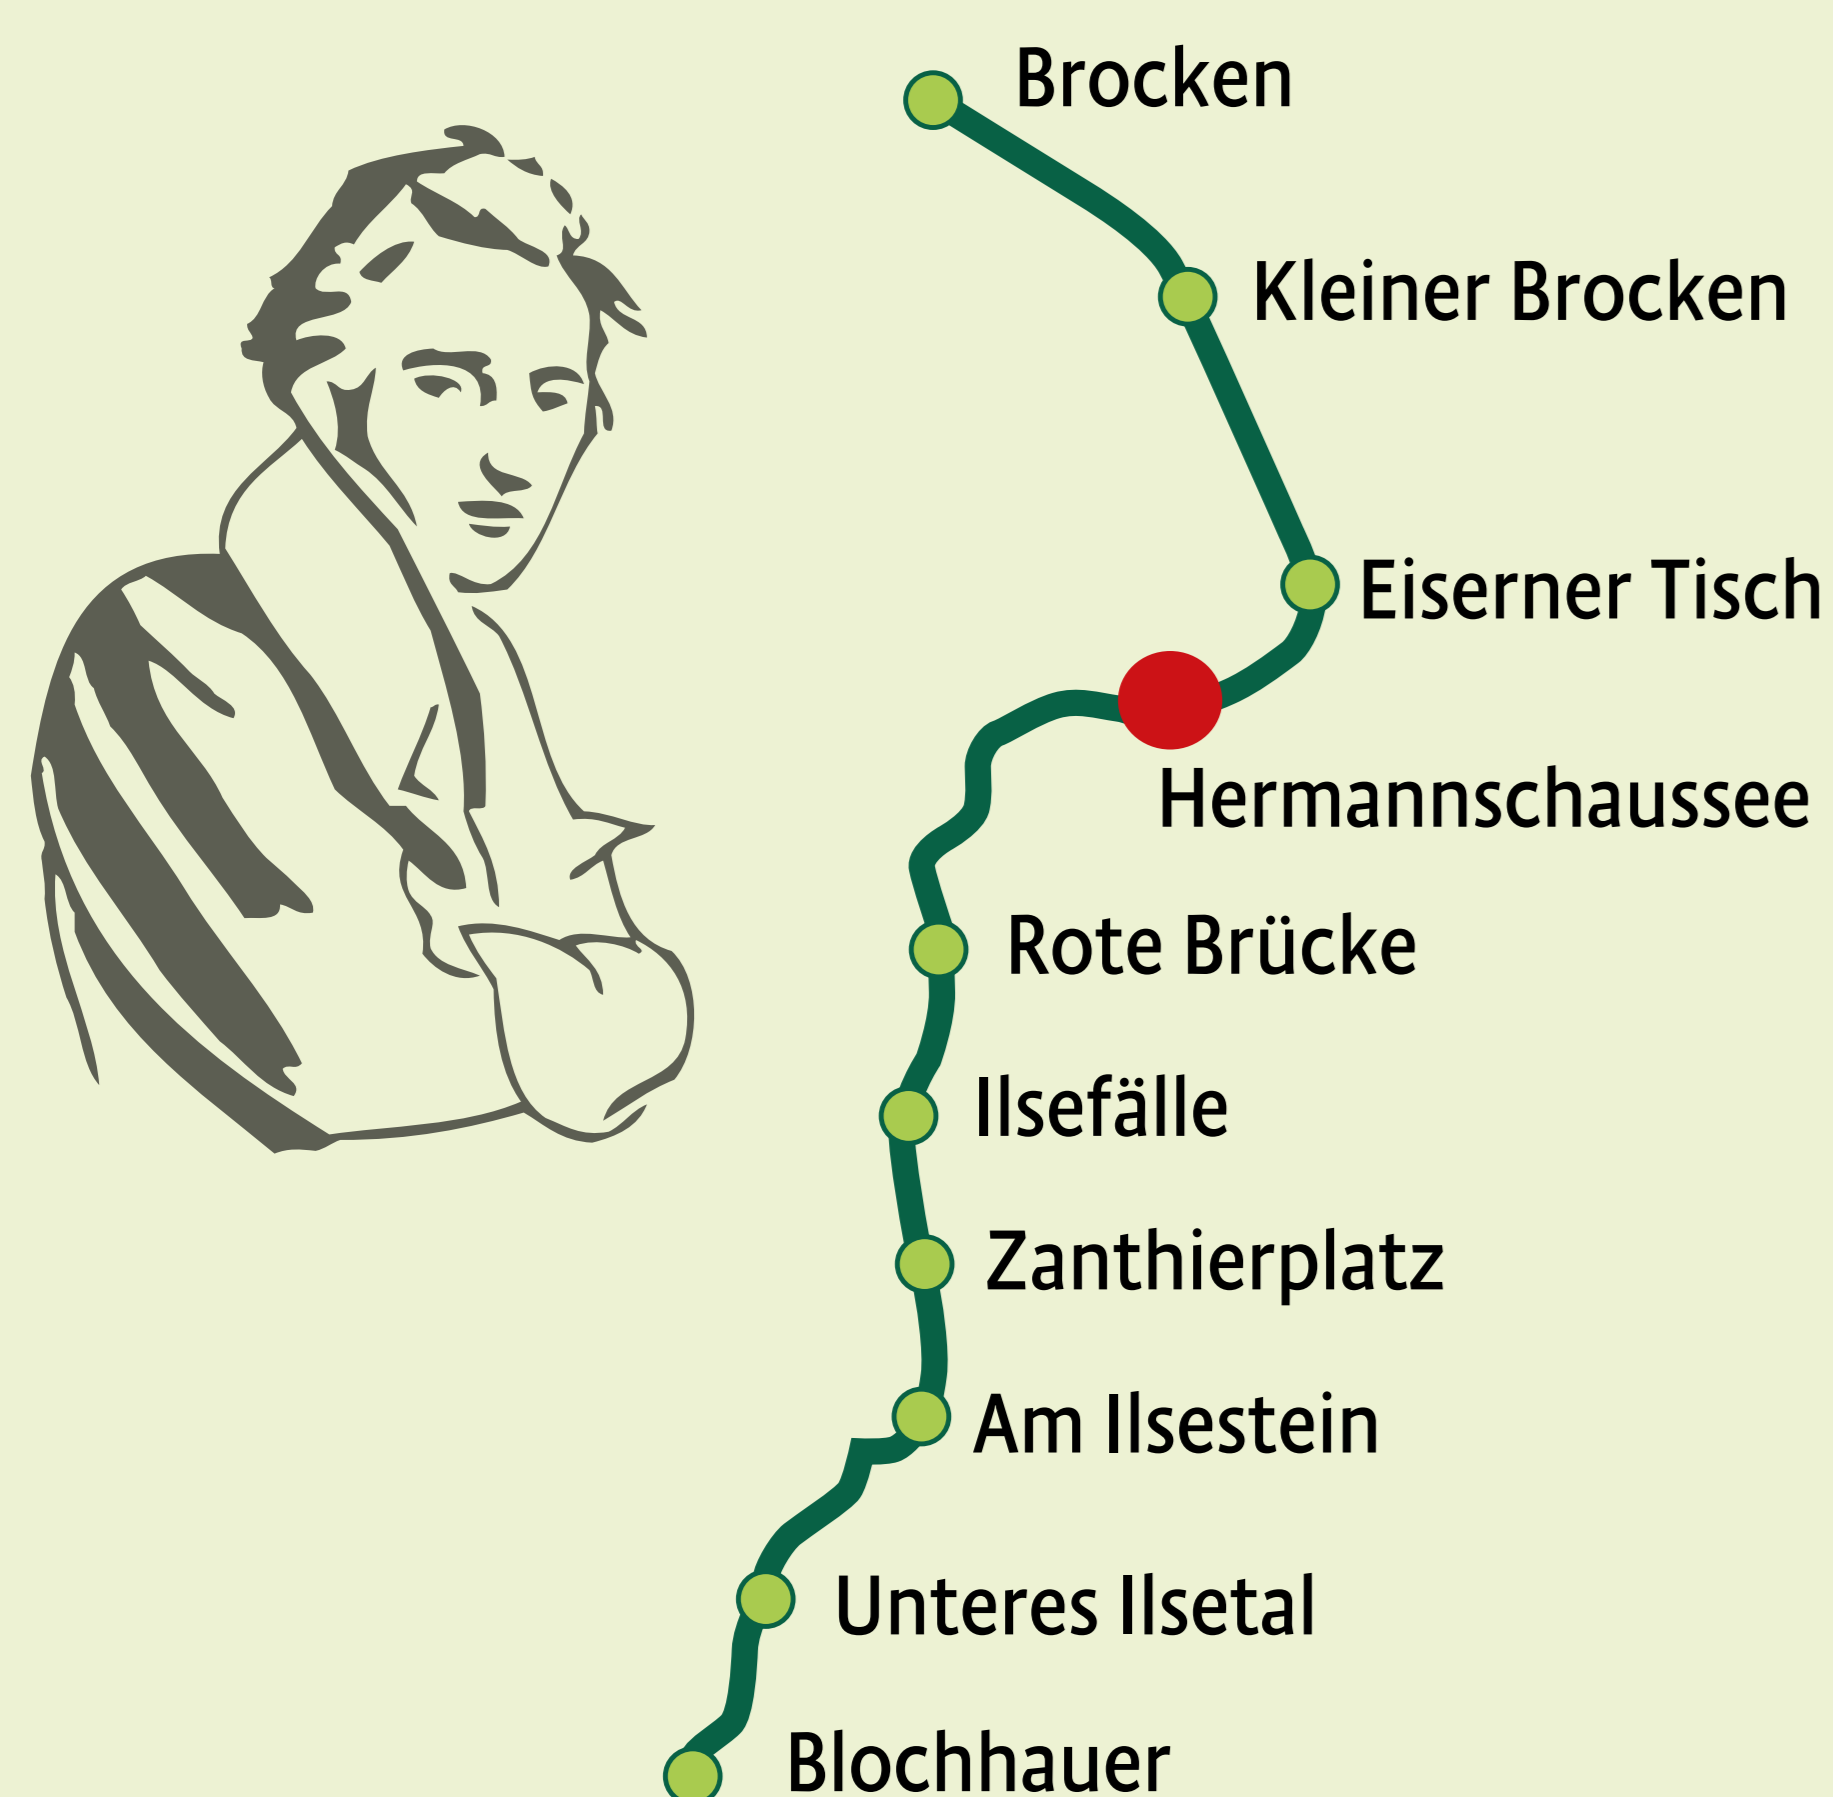 Brocken
Kleiner Brocken
Eiserner Tisch
Hermannschaussee
Rote Brücke
Ilsefälle
Zanthierplatz
Am Ilsestein
Unteres Ilsetal
Blochhauer